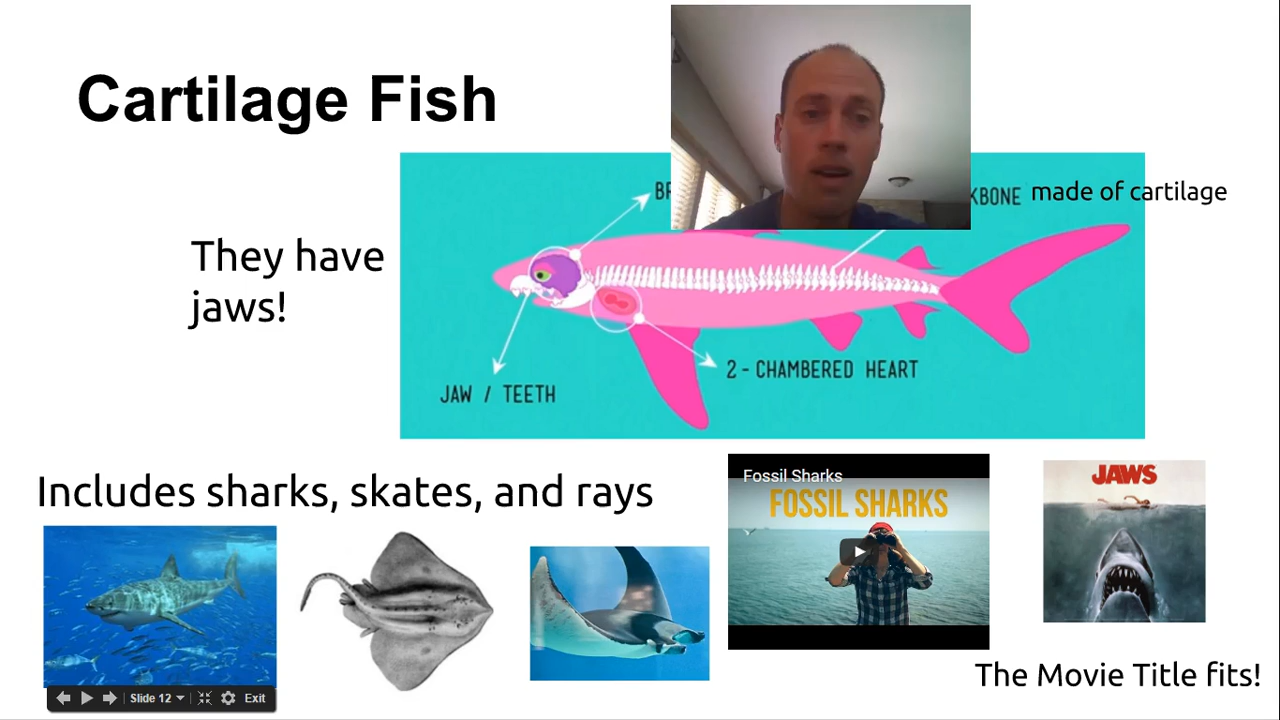 Cartilage Fish
KBONE made of cartilage
They have
jaws!
2 - CHAMBERED HEART
JAW / TEETH
Includes sharks, skates, and rays
Fossil Sharks
FOSSIL SHARKS
JAWS
The Movie Title fits!
Slide 12 Exit